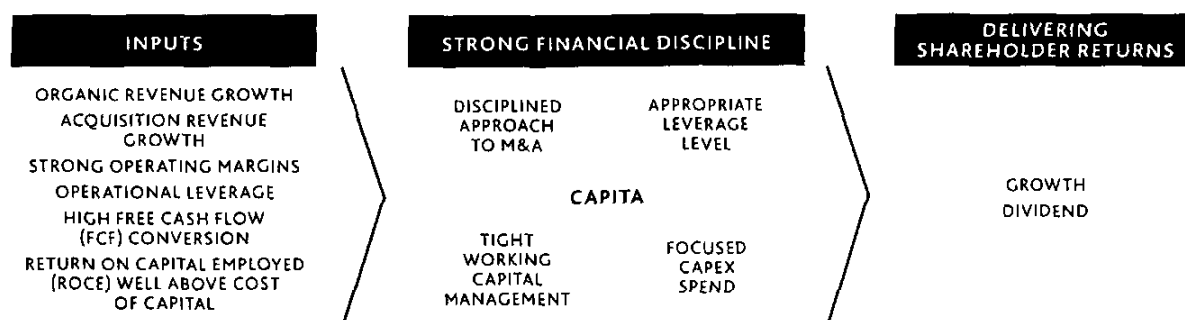 INPUTS
ORGANIC REVENUE GROWTH
ACQUISITION REVENUE
GROWTH
STRONG OPERATING MARGINS
OPERATIONAL LEVERAGE
HIGH FREE CASH FLOW
(FCF) CONVERSION
RETURN ON CAPITAL EMPLOYED
(ROCE) WELL ABOVE COST
OF CAPITAL
STRONG FINANCIAL DISCIPLINE
DISCIPLINED
APPROACH
TO M&A
APPROPRIATE
LEVERAGE
LEVEL
CAPITA
TIGHT
WORKING
CAPITAL
MANAGEMENT
FOCUSED
CAPEX
SPEND
DELIVERING
SHAREHOLDER RETURNS
GROWTH
DIVIDEND